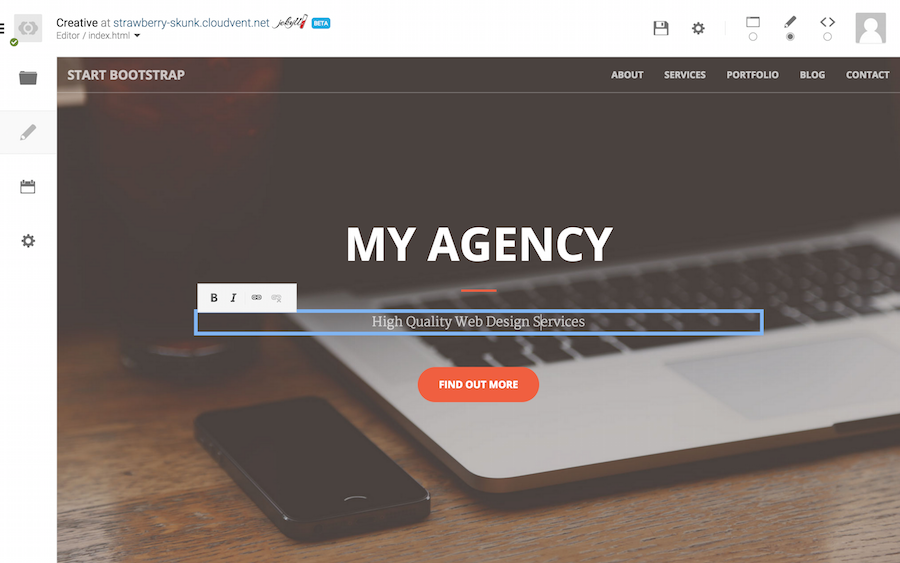 Creative at strawberry-skunk.cloudvent.net jekyll BETA
Editor / index.html
START BOOTSTRAP
ABOUT SERVICES PORTFOLIO BLOG CONTACT
MY AGENCY
B I
High Quality Web Design Services
FIND OUT MORE